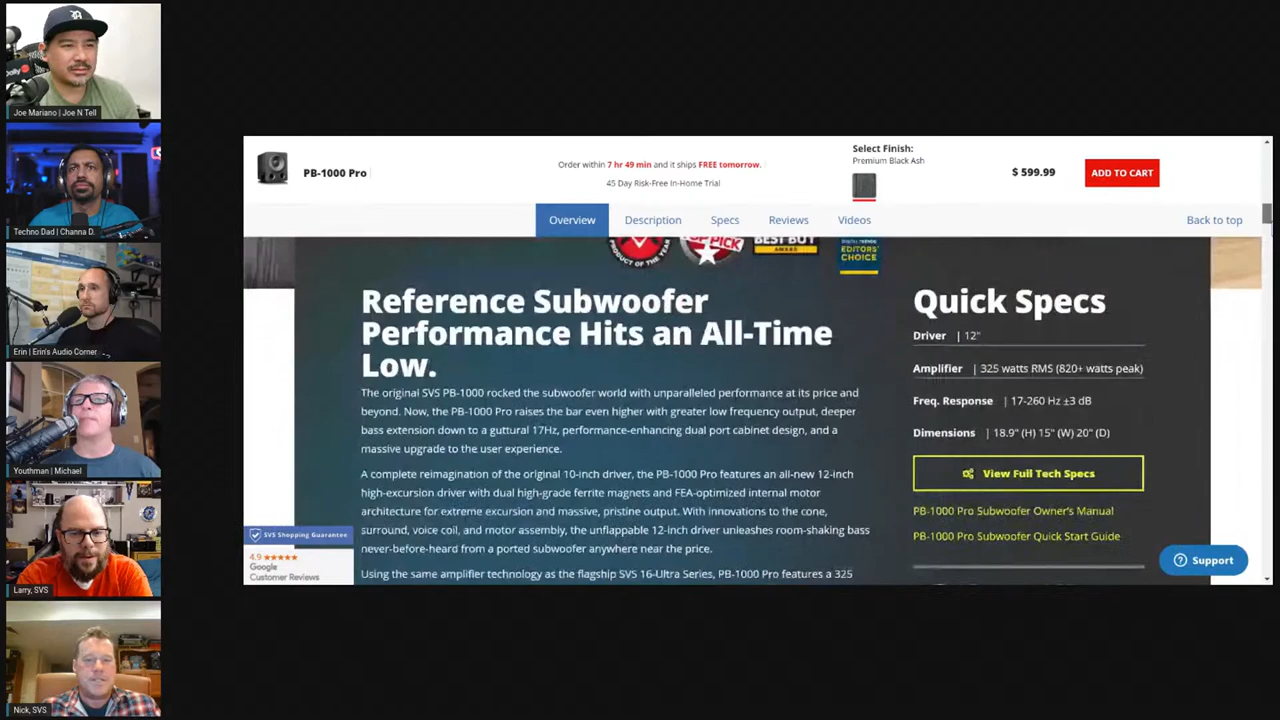 Joe Mariano | Joe N Tell
Techno Dad | Channa D.
Erin | Erin's Audio Corner
Youthman | Michael
Larry, SVS
Nick, SVS
PB-1000 Pro
Order within 7 hr 49 min and it ships FREE tomorrow.
45 Day Risk-Free In-Home Trial
Select Finish:
Premium Black Ash
$ 599.99
ADD TO CART
Overview
Description
Specs
Reviews
Videos
Back to top
PRODUCT OF THE YEAR
TOP PICK
BEST BUY
AWARD
DIGITAL TRENDS
EDITORS'
CHOICE
Reference Subwoofer
Performance Hits an All-Time
Low.
The original SVS PB-1000 rocked the subwoofer world with unparalleled performance at its price and
beyond. Now, the PB-1000 Pro raises the bar even higher with greater low frequency output, deeper
bass extension down to a guttural 17Hz, performance-enhancing dual port cabinet design, and a
massive upgrade to the user experience.
A complete reimagination of the original 10-inch driver, the PB-1000 Pro features an all-new 12-inch
high-excursion driver with dual high-grade ferrite magnets and FEA-optimized internal motor
architecture for extreme excursion and massive, pristine output. With innovations to the cone,
surround, voice coil, and motor assembly, the unflappable 12-inch driver unleashes room-shaking bass
never-before-heard from a ported subwoofer anywhere near the price.
Using the same amplifier technology as the flagship SVS 16-Ultra Series, PB-1000 Pro features a 325
Quick Specs
Driver | 12"
Amplifier | 325 watts RMS (820+ watts peak)
Freq. Response | 17-260 Hz ±3 dB
Dimensions | 18.9" (H) 15" (W) 20" (D)
View Full Tech Specs
PB-1000 Pro Subwoofer Owner's Manual
PB-1000 Pro Subwoofer Quick Start Guide
SVS Shopping Guarantee
4.9 ★★★★★
Google
Customer Reviews
Support